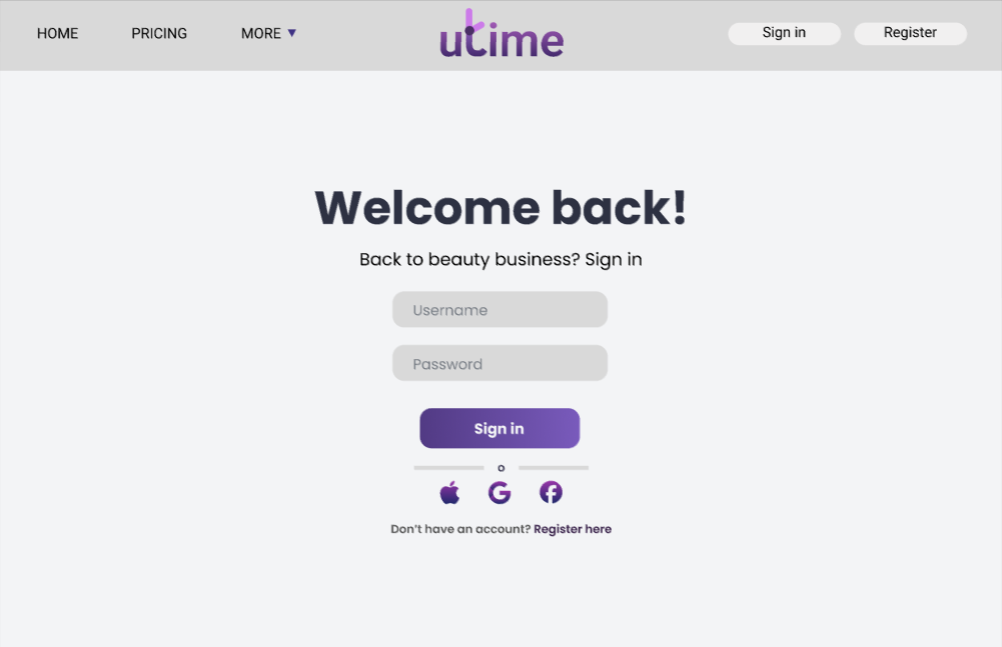 HOME PRICING MORE utime Sign in Register
Welcome back!
Back to beauty business? Sign in
Username
Password
Sign in
o
Don't have an account? Register here